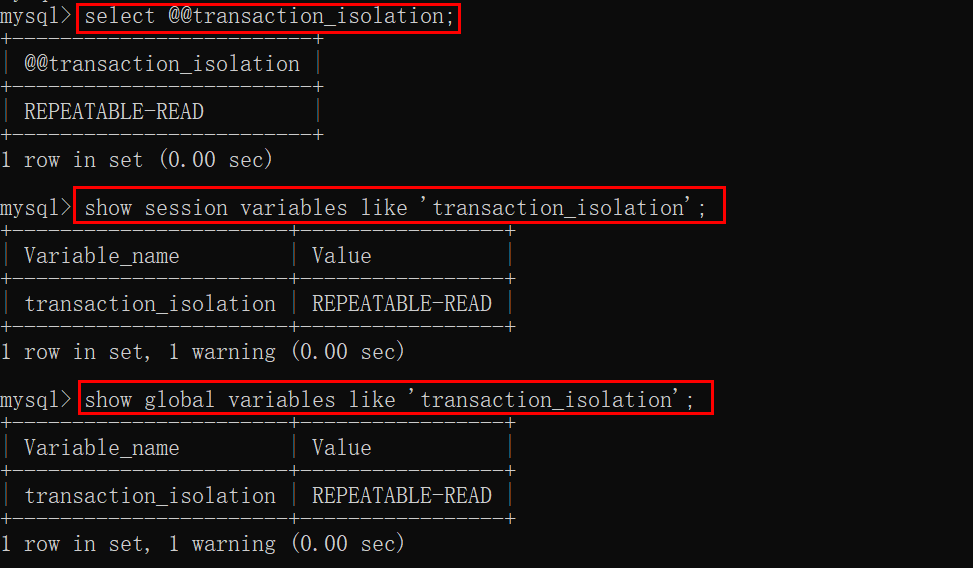 mysql> select @@transaction_isolation;
+-------------------------+
| @@transaction_isolation |
+-------------------------+
| REPEATABLE-READ         |
+-------------------------+
1 row in set (0.00 sec)
mysql> show session variables like 'transaction_isolation';
+-----------------------+-----------------+
| Variable_name         | Value           |
+-----------------------+-----------------+
| transaction_isolation | REPEATABLE-READ |
+-----------------------+-----------------+
1 row in set, 1 warning (0.00 sec)
mysql> show global variables like 'transaction_isolation';
+-----------------------+-----------------+
| Variable_name         | Value           |
+-----------------------+-----------------+
| transaction_isolation | REPEATABLE-READ |
+-----------------------+-----------------+
1 row in set, 1 warning (0.00 sec)